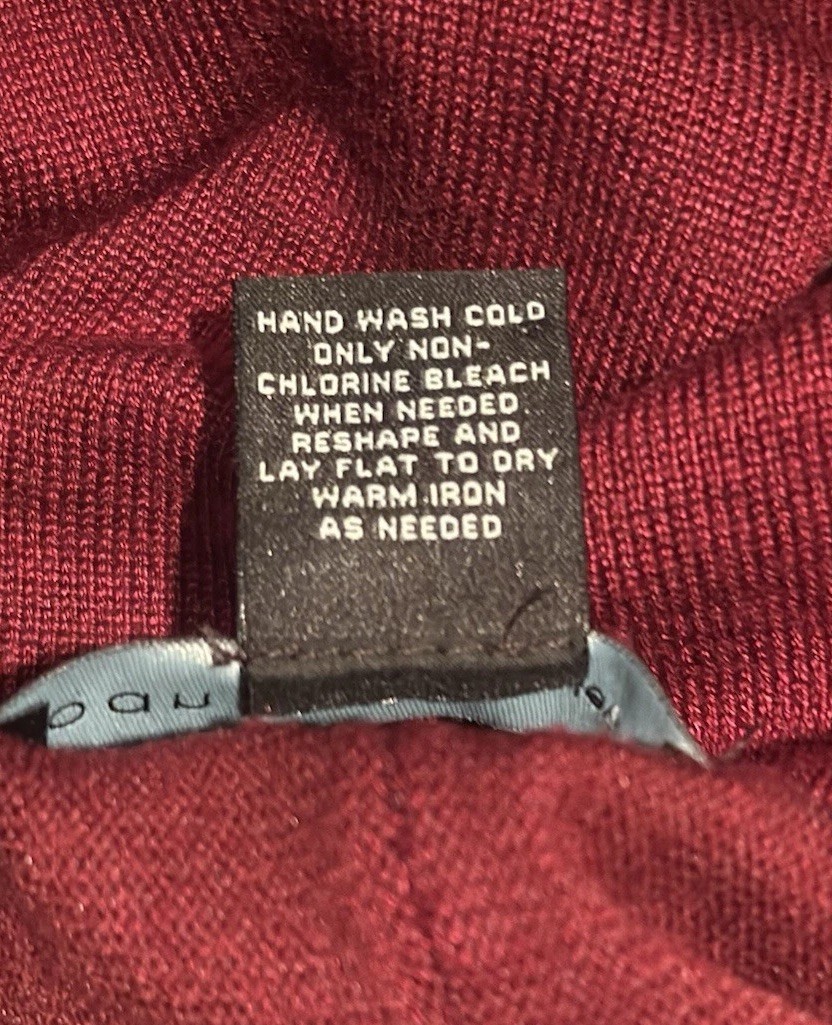 HAND WASH COLD
ONLY NON-
CHLORINE BLEACH
WHEN NEEDED
RESHAPE AND
LAY FLAT TO DRY
WARM IRON
AS NEEDED